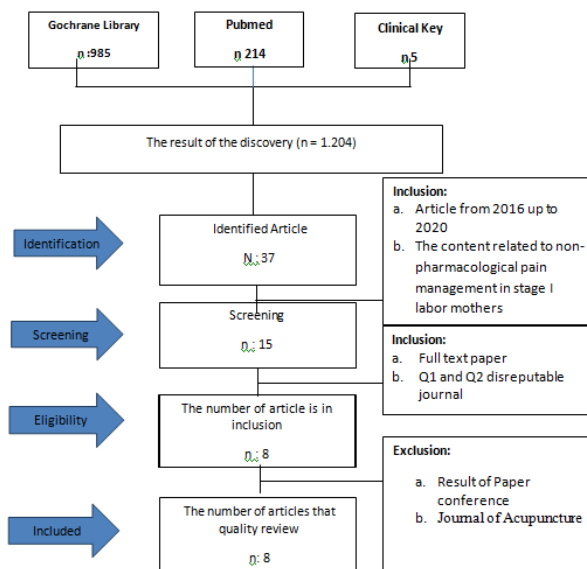 Gochrane Library
n :985
Pubmed
n 214
Clinical Key
n 5
The result of the discovery (n = 1.204)
Identification
Identified Article
N : 37
Inclusion:
a. Article from 2016 up to
2020
b. The content related to non-
pharmacological pain
management in stage I
labor mothers
Screening
Screening
n : 15
Inclusion:
a. Full text paper
b. Q1 and Q2 disreputable
journal
Eligibility
The number of article is in
inclusion
n : 8
Exclusion:
a. Result of Paper
conference
b. Journal of Acupuncture
Included
The number of articles that
quality review
n: 8